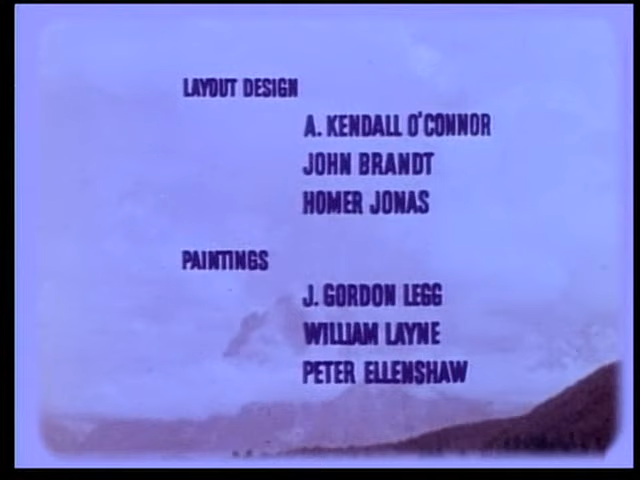 LAYOUT DESIGN
A. KENDALL O'CONNOR
JOHN BRANDT
HOMER JONAS
PAINTINGS
J. GORDON LEGG
WILLIAM LAYNE
PETER ELLENSHAW